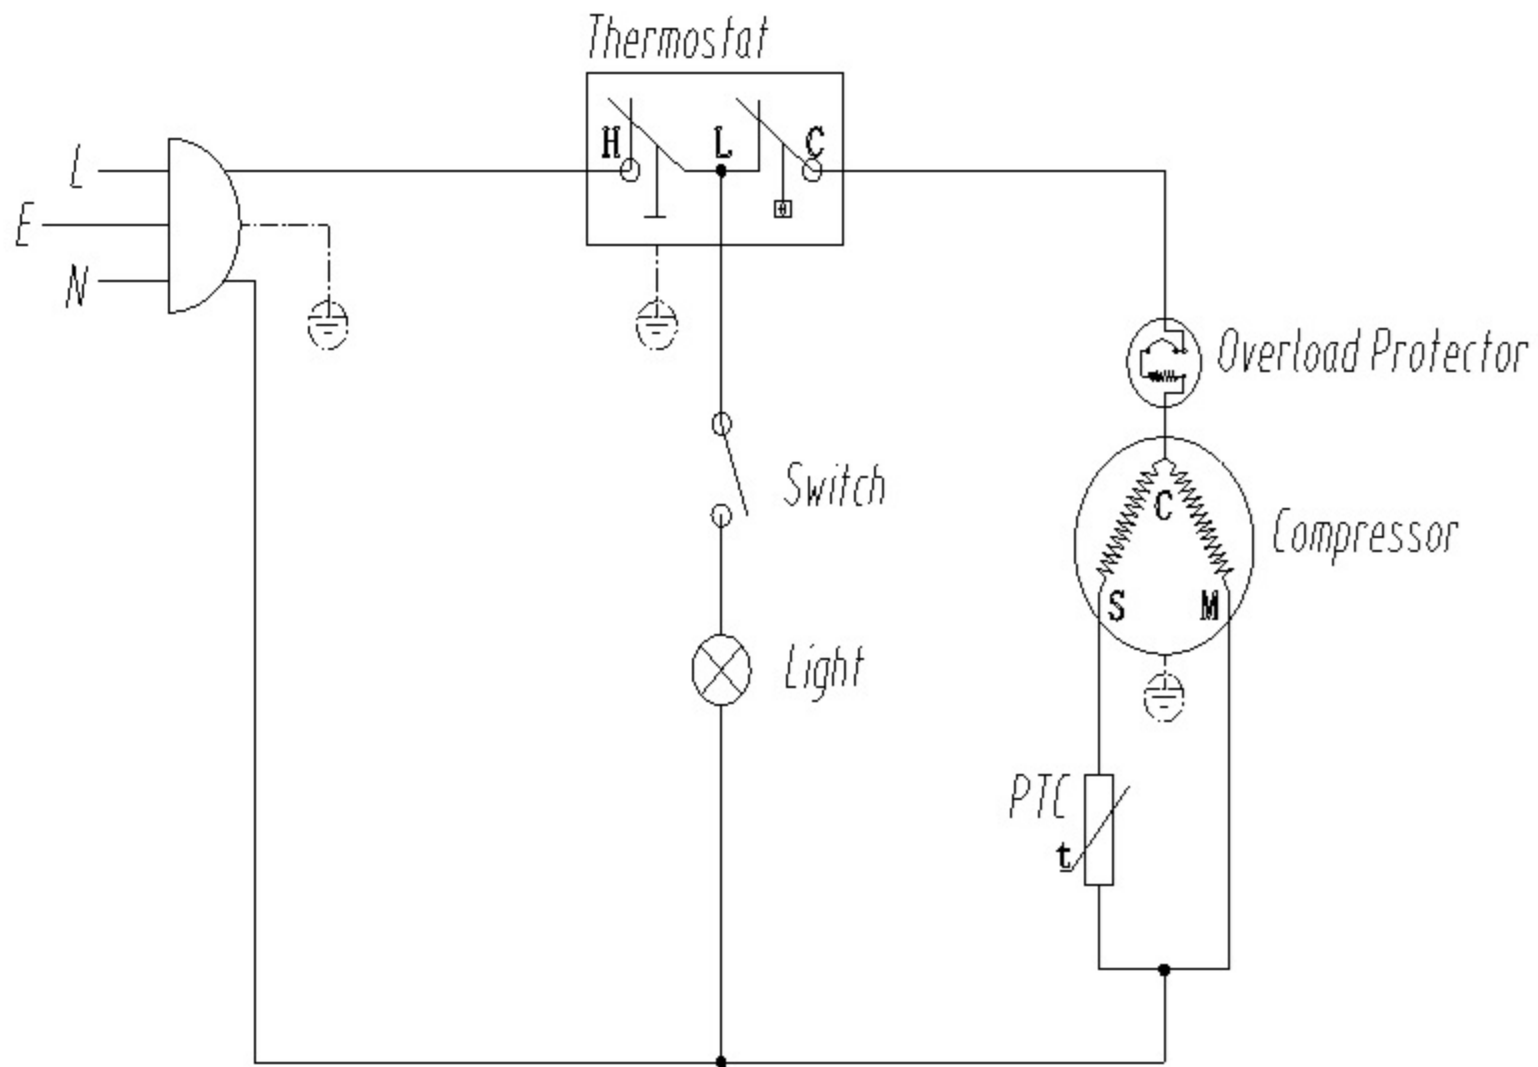 Thermostat
H L C
L
E
N
Overload Protector
Switch
C
Compressor
S M
Light
PTC
t